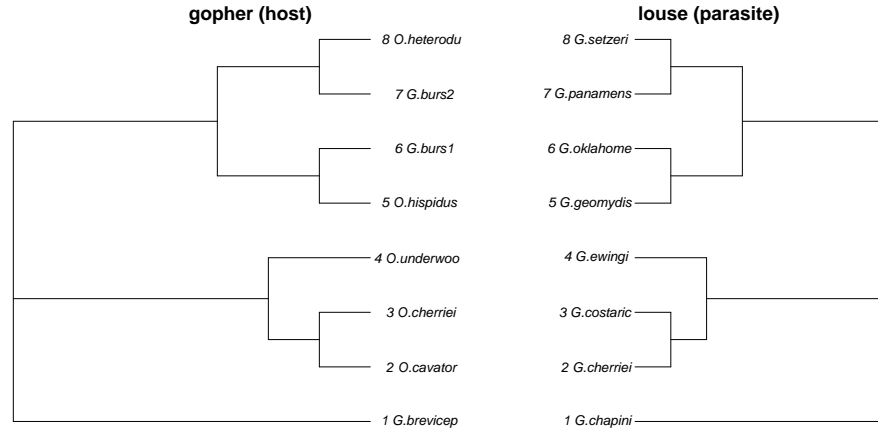 gopher (host) louse (parasite)
8 O.heterodu 8 G.setzeri
7 G.burs2 7 G.panamens
6 G.burs1 6 G.oklahome
5 O.hispidus 5 G.geomydis
4 O.underwoo 4 G.ewingi
3 O.cherriei 3 G.costaric
2 O.cavator 2 G.cherriei
1 G.brevicep 1 G.chapini